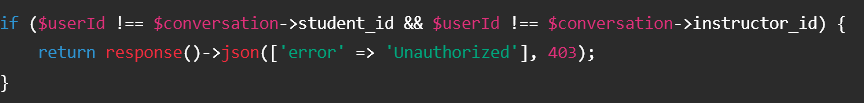 if ($userId !== $conversation->student_id && $userId !== $conversation->instructor_id) {
    return response()->json(['error' => 'Unauthorized'], 403);
}